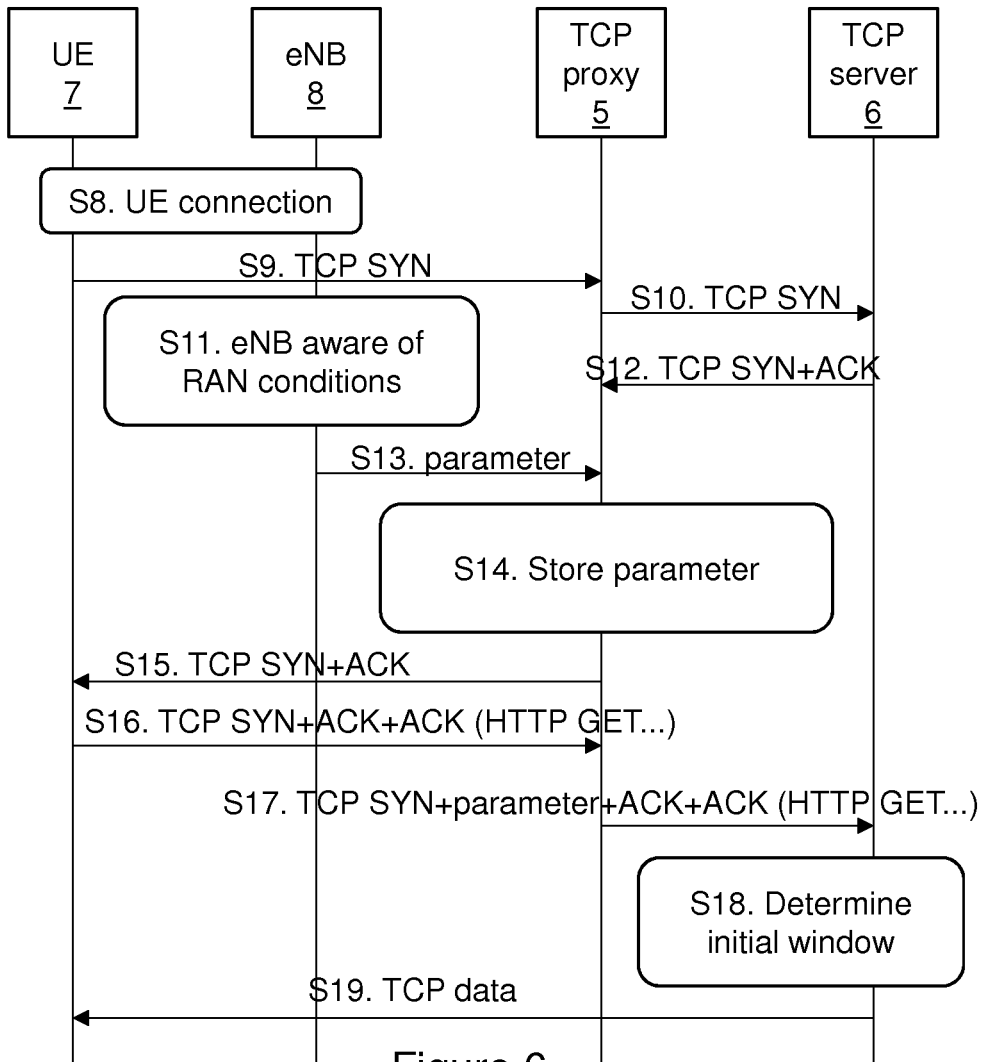 UE
7
eNB
8
TCP
proxy
5
TCP
server
6
S8. UE connection
S9. TCP SYN
S10. TCP SYN
S11. eNB aware of
RAN conditions
S12. TCP SYN+ACK
S13. parameter
S14. Store parameter
S15. TCP SYN+ACK
S16. TCP SYN+ACK+ACK (HTTP GET...)
S17. TCP SYN+parameter+ACK+ACK (HTTP GET...)
S18. Determine
initial window
S19. TCP data
Figure 6